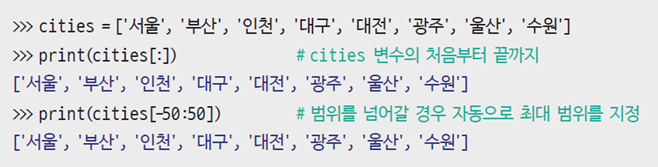 >>> cities = ['서울', '부산', '인천', '대구', '대전', '광주', '울산', '수원']
>>> print(cities[:]) # cities 변수의 처음부터 끝까지
['서울', '부산', '인천', '대구', '대전', '광주', '울산', '수원']
>>> print(cities[-50:50]) # 범위를 넘어갈 경우 자동으로 최대 범위를 지정
['서울', '부산', '인천', '대구', '대전', '광주', '울산', '수원']